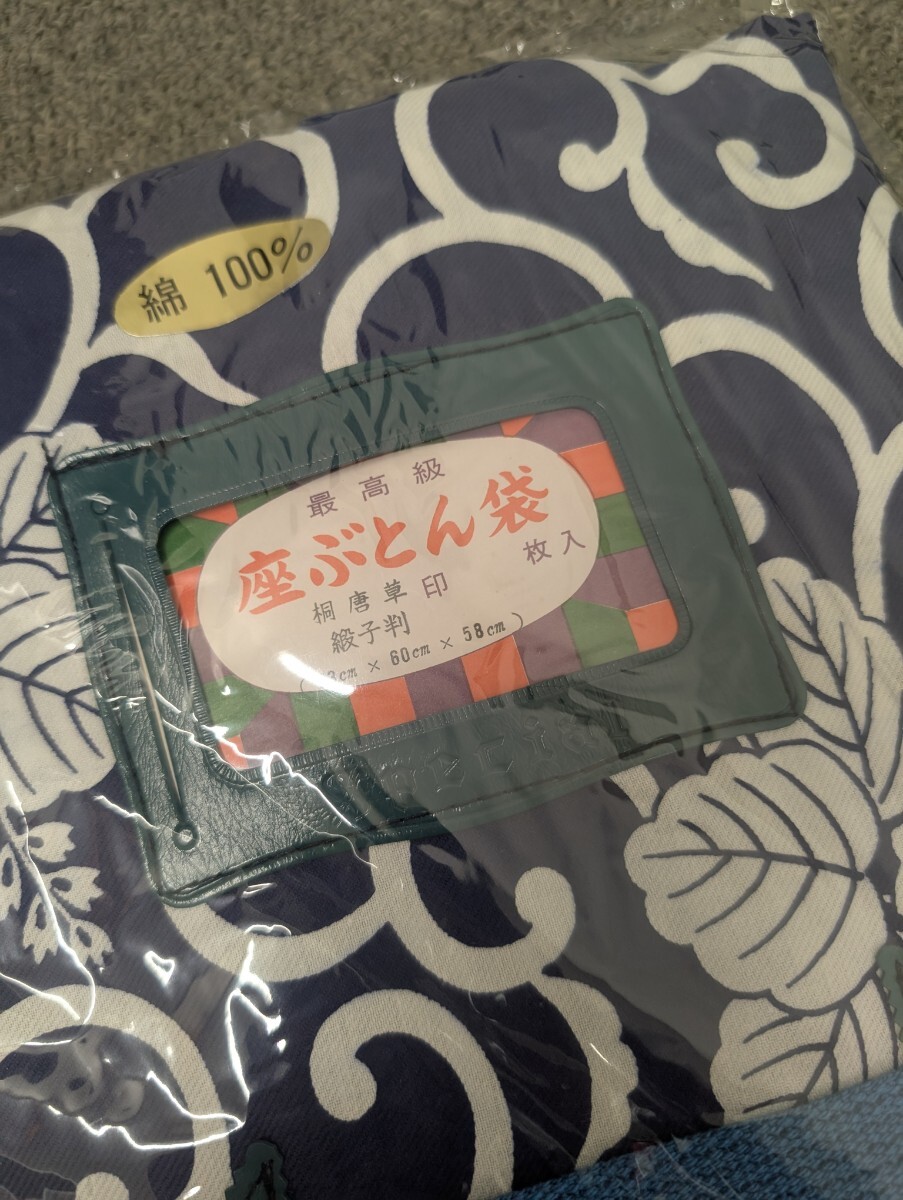 綿 100%
最高級
座ぶとん袋
枚入
桐唐草印
緞子判
3cm × 60cm × 58cm )